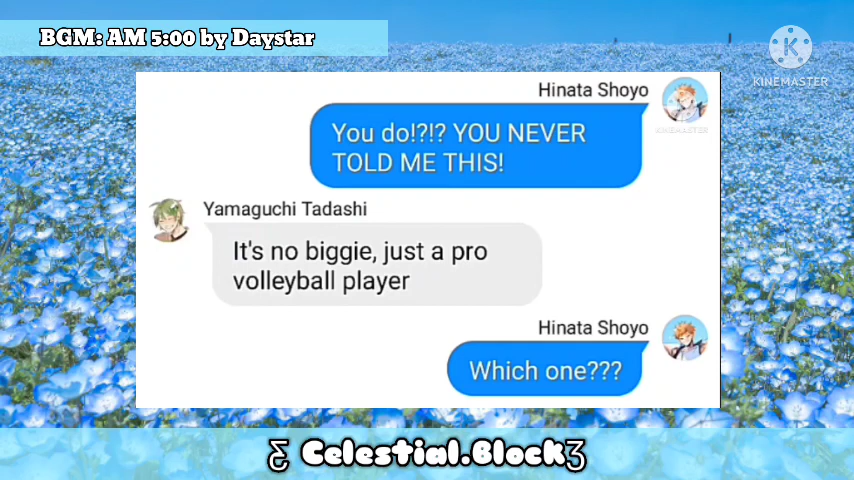 BGM: AM 5:00 by Daystar
KINEMASTER
Hinata Shoyo
KINEMASTER
You do!?!? YOU NEVER
TOLD ME THIS!
Yamaguchi Tadashi
It's no biggie, just a pro
volleyball player
Hinata Shoyo
Which one???
Ƹ Celestial.BlockƷ